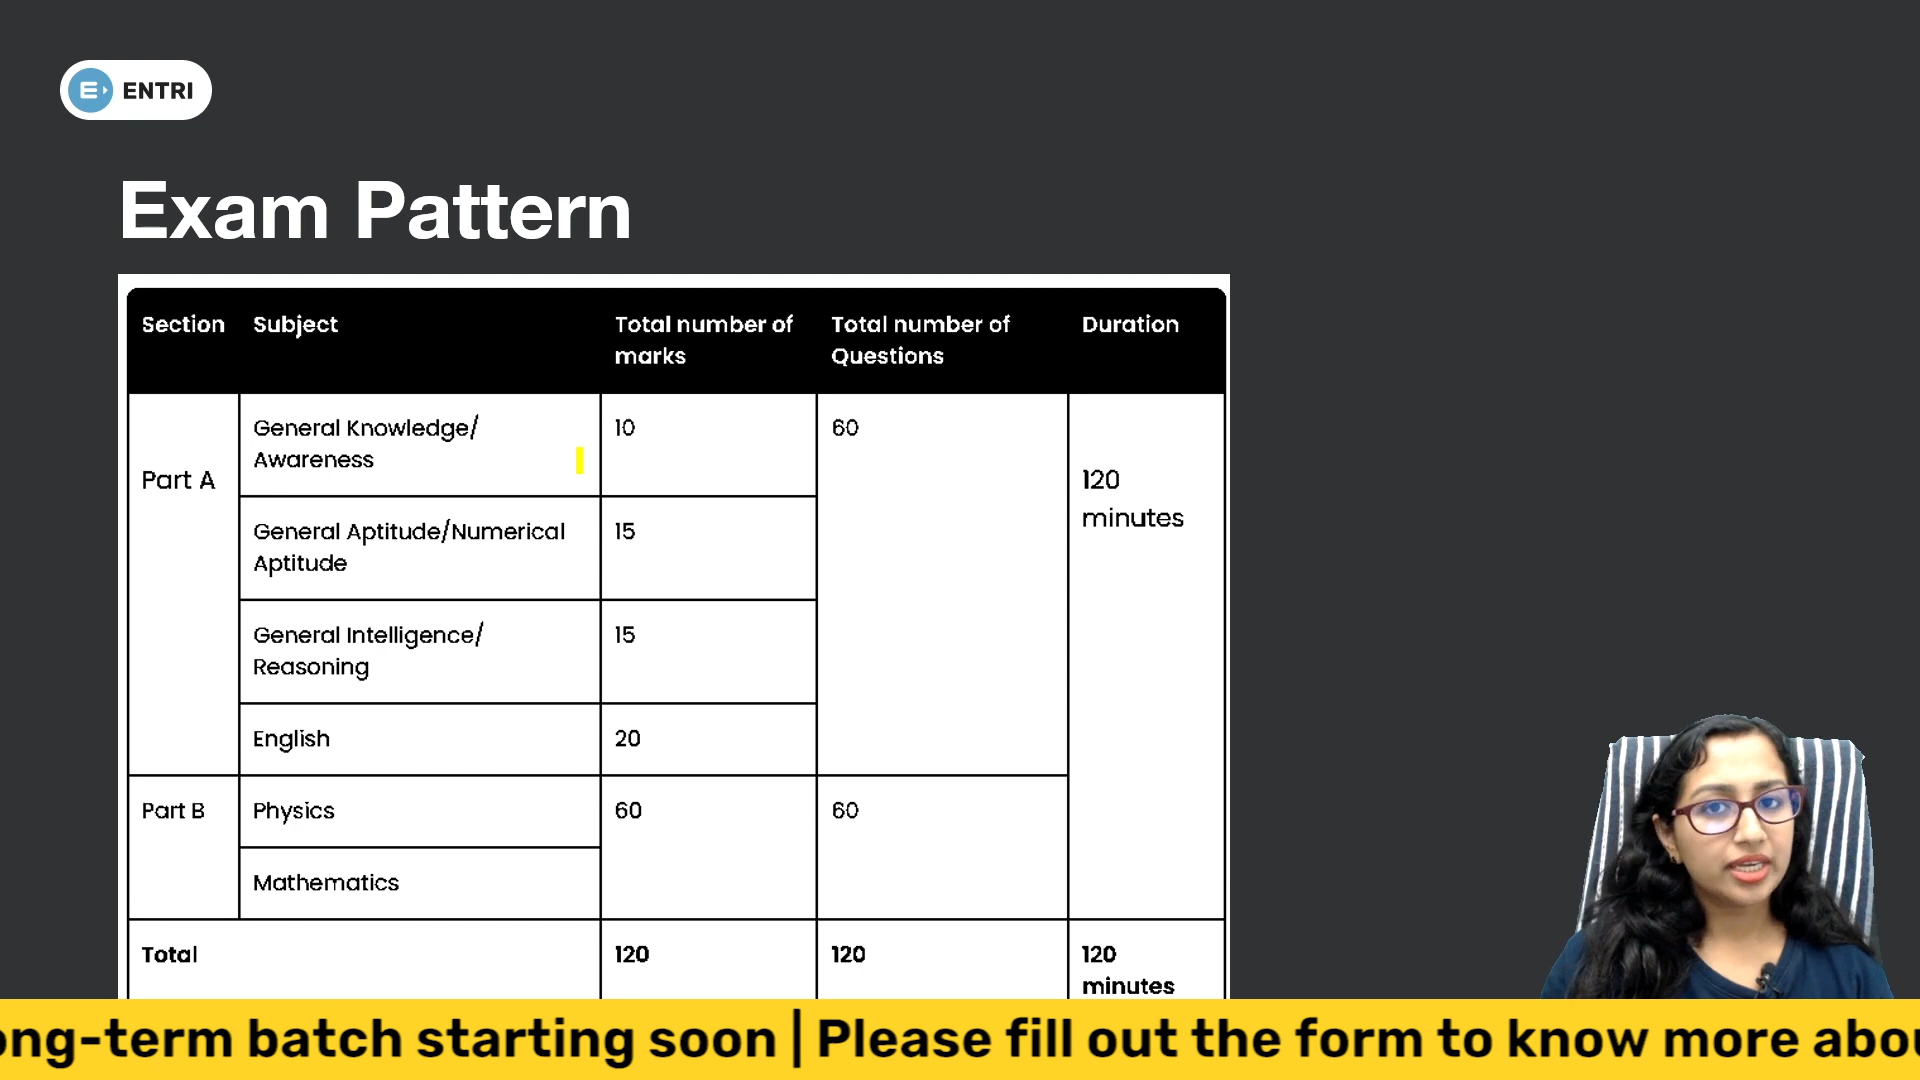 ENTRI
Exam Pattern
Section Subject Total number of marks Total number of Questions Duration
Part A
General Knowledge/
Awareness
10
60
120
minutes
General Aptitude/Numerical
Aptitude
15
General Intelligence/
Reasoning
15
English
20
Part B
Physics
60
60
Mathematics
Total
120
120
120
minutes
ong-term batch starting soon | Please fill out the form to know more abou